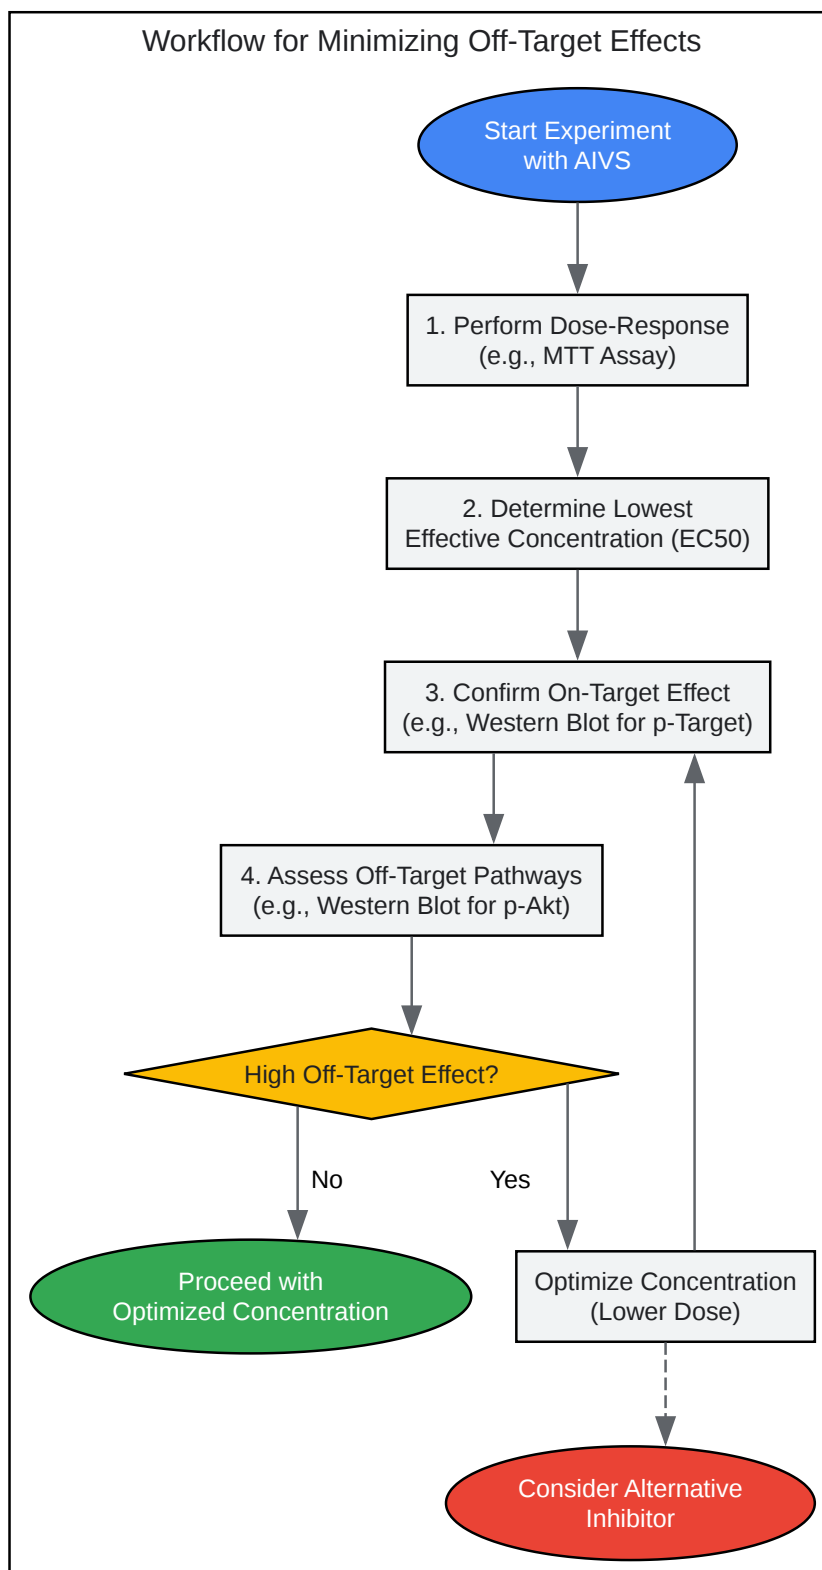 Workflow for Minimizing Off-Target Effects
Start Experiment
with AIVS
1. Perform Dose-Response
(e.g., MTT Assay)
2. Determine Lowest
Effective Concentration (EC50)
3. Confirm On-Target Effect
(e.g., Western Blot for p-Target)
4. Assess Off-Target Pathways
(e.g., Western Blot for p-Akt)
High Off-Target Effect?
No
Yes
Proceed with
Optimized Concentration
Optimize Concentration
(Lower Dose)
Consider Alternative
Inhibitor